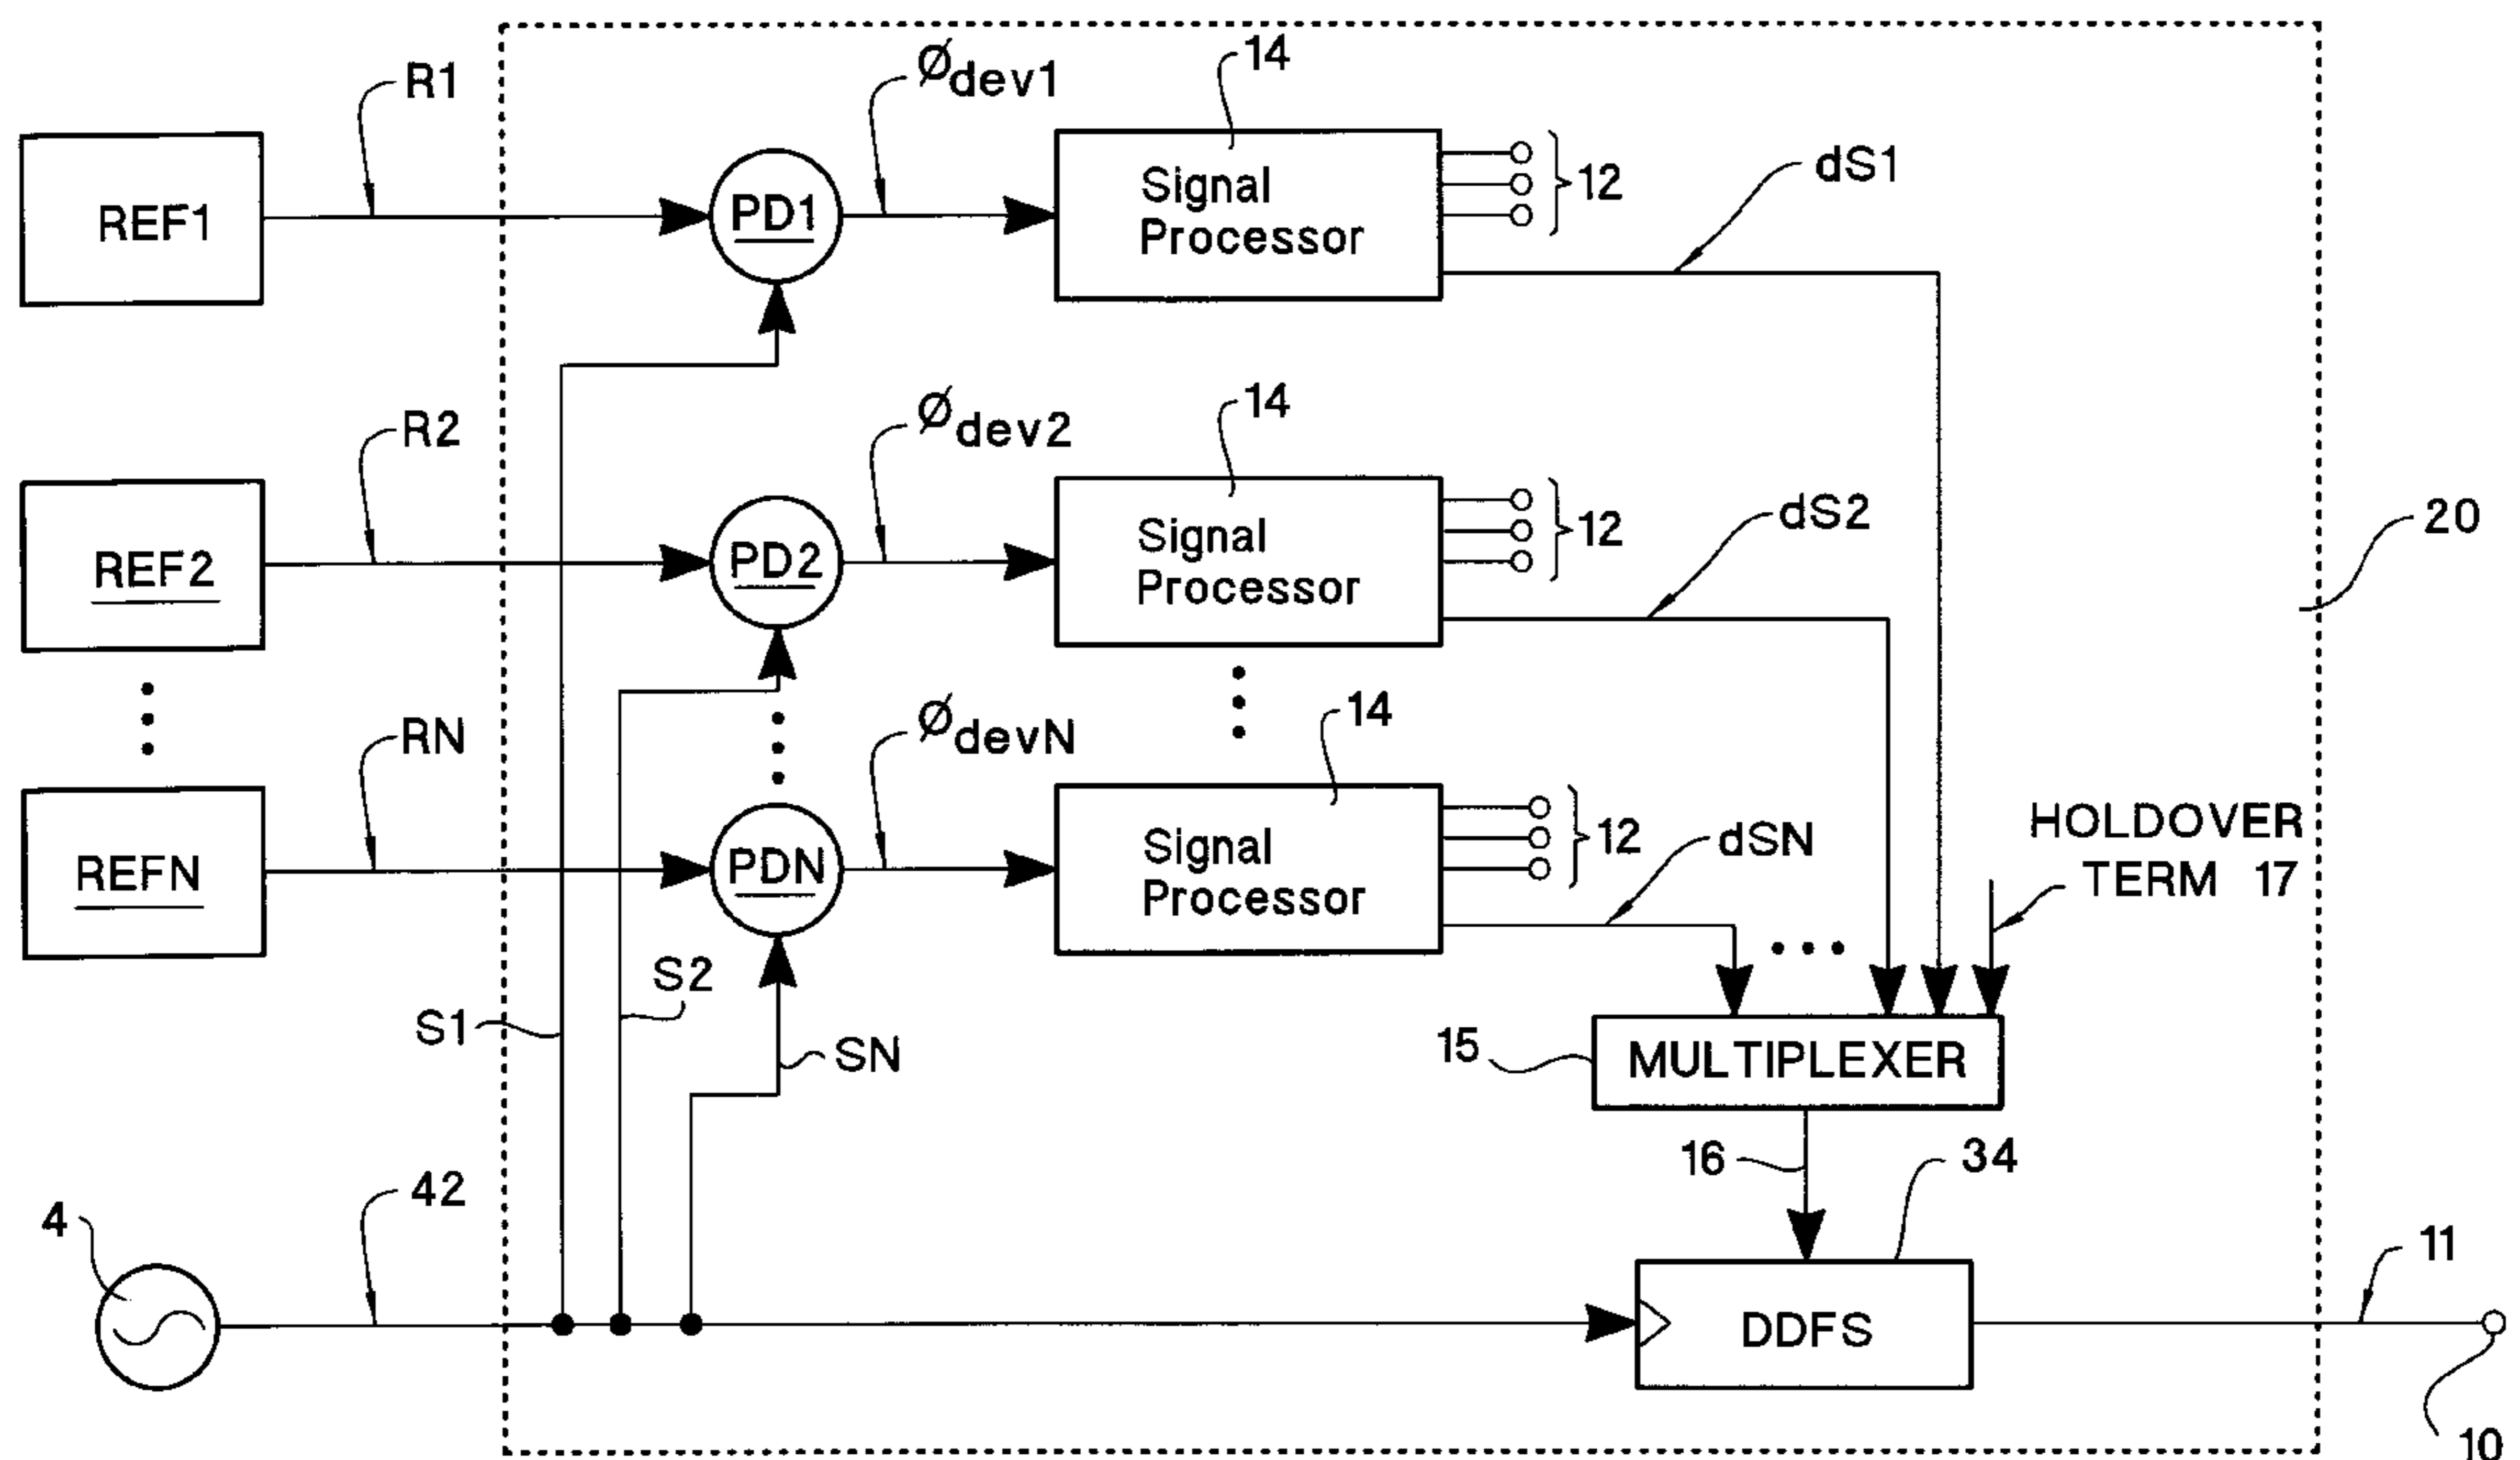 R1
Ødev1
14
REF1
PD1
Signal
Processor
12
dS1
R2
Ødev2
14
REF2
PD2
Signal
Processor
12
dS2
20
RN
ØdevN
14
REFN
PDN
Signal
Processor
12
dSN
HOLDOVER
TERM 17
S1
S2
SN
15
MULTIPLEXER
16
34
4
42
DDFS
11
10